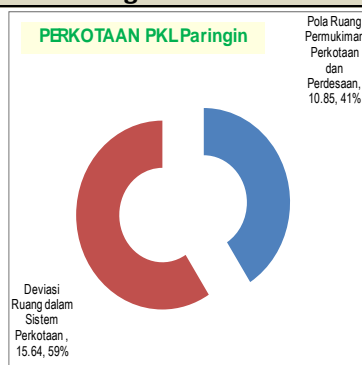 PERKOTAAN PKL Paringin
Pola Ruang
Permukiman
Perkotaan
dan
Perdesaan,
10.85, 41%
Deviasi
Ruang dalam
Sistem
Perkotaan ,
15.64, 59%